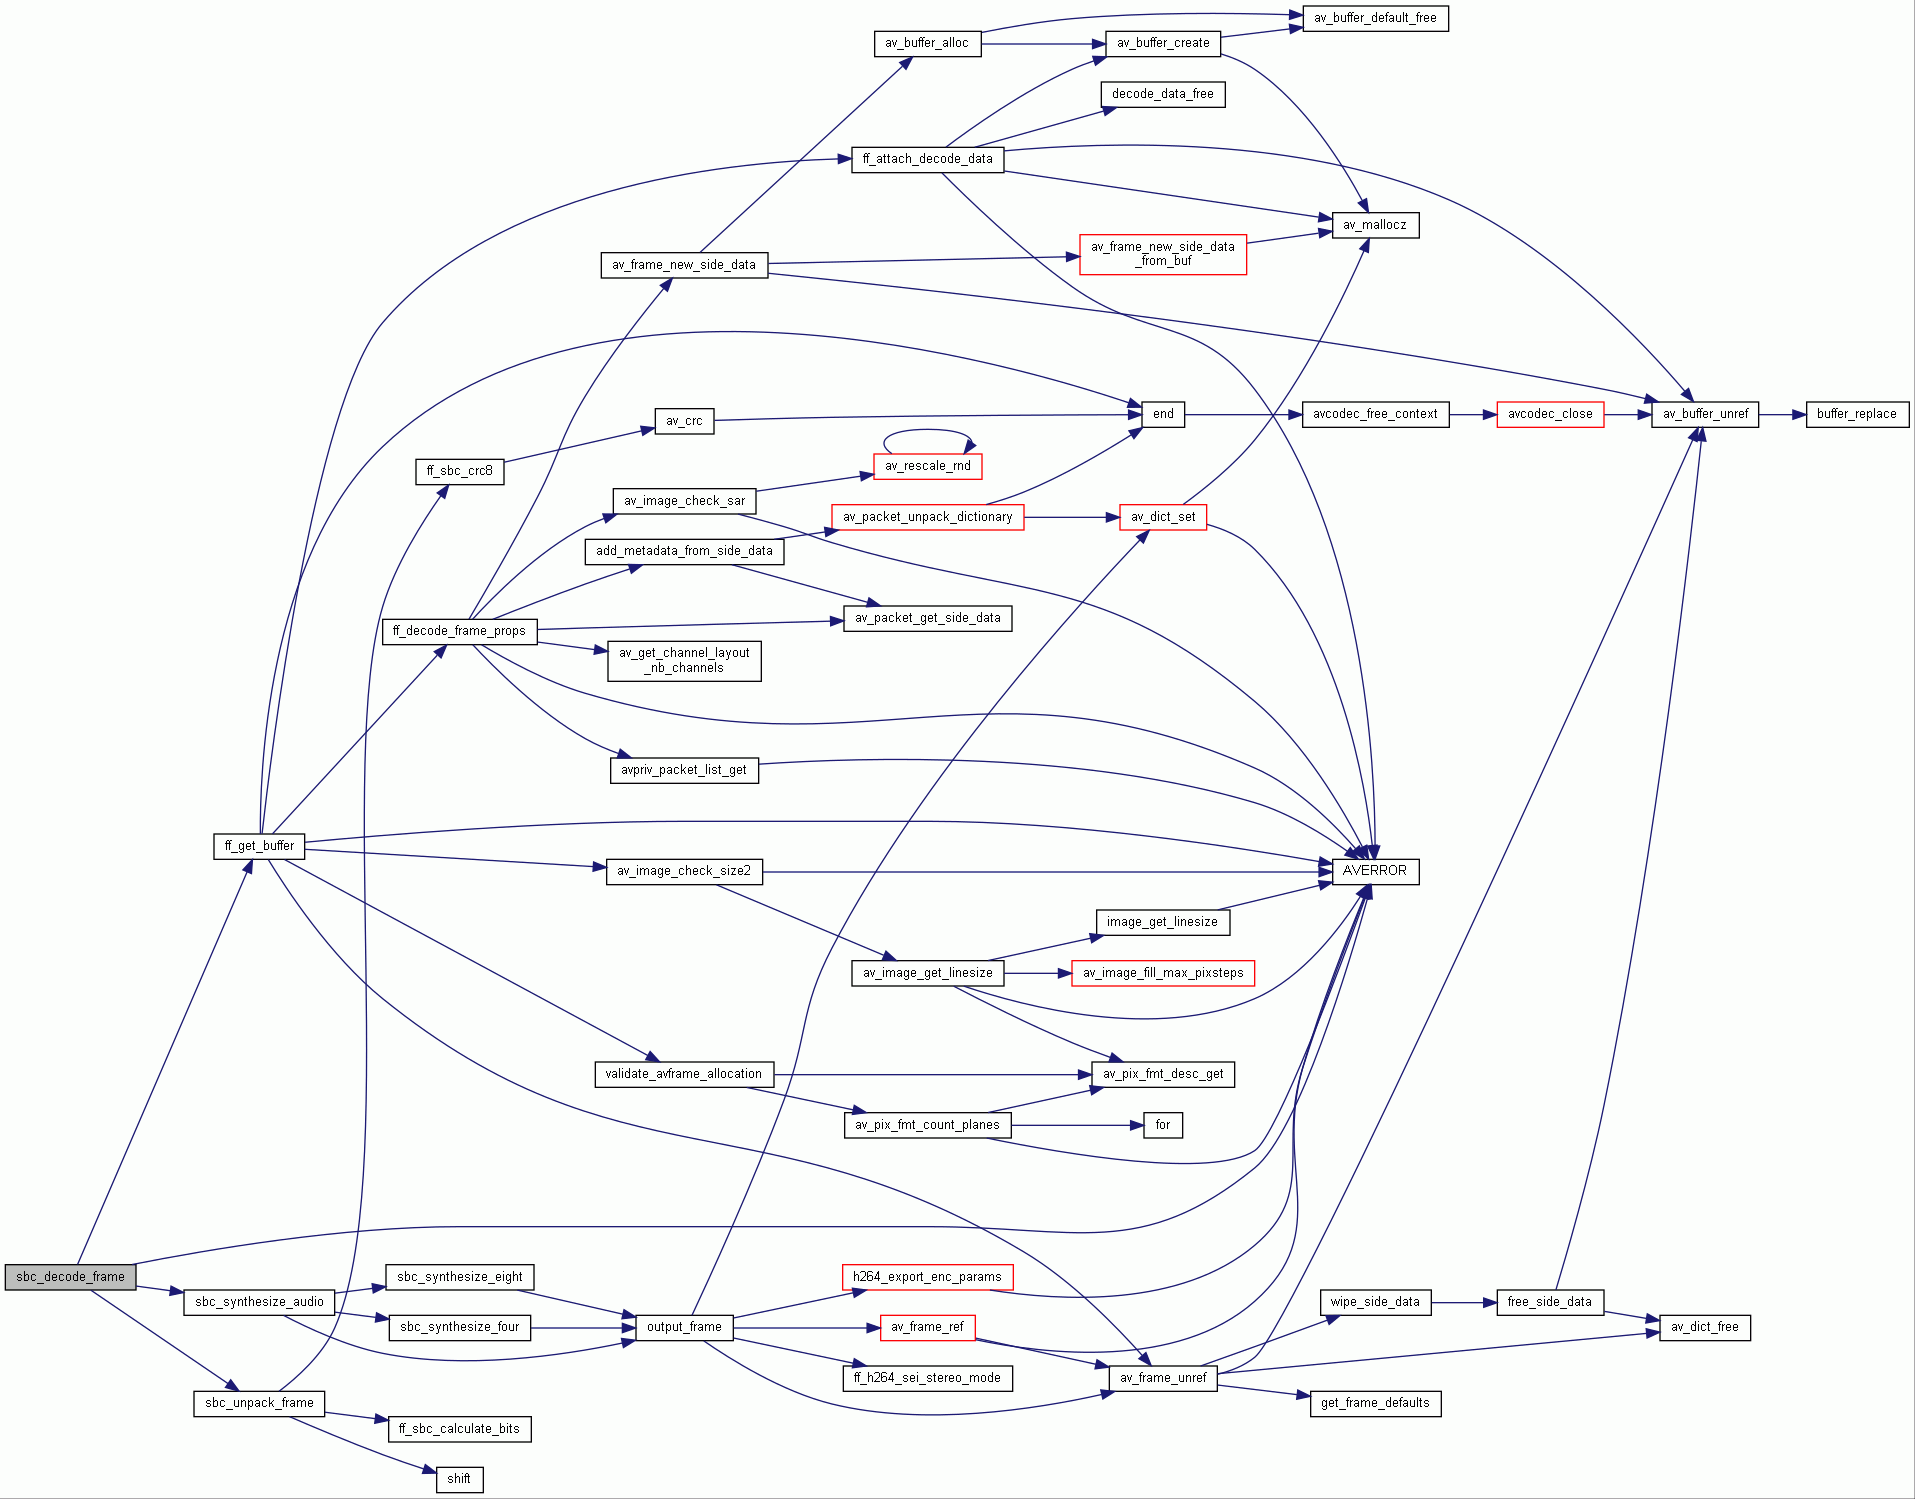 av_buffer_default_free
av_buffer_alloc
av_buffer_create
decode_data_free
ff_attach_decode_data
av_mallocz
av_frame_new_side_data
_from_buf
av_frame_new_side_data
end
avcodec_free_context
avcodec_close
av_buffer_unref
buffer_replace
av_crc
ff_sbc_crc8
av_rescale_rnd
av_image_check_sar
av_packet_unpack_dictionary
av_dict_set
add_metadata_from_side_data
av_packet_get_side_data
ff_decode_frame_props
av_get_channel_layout
_nb_channels
avpriv_packet_list_get
ff_get_buffer
av_image_check_size2
AVERROR
image_get_linesize
av_image_get_linesize
av_image_fill_max_pixsteps
validate_avframe_allocation
av_pix_fmt_desc_get
av_pix_fmt_count_planes
for
sbc_decode_frame
sbc_synthesize_eight
h264_export_enc_params
sbc_synthesize_audio
wipe_side_data
free_side_data
sbc_synthesize_four
output_frame
av_frame_ref
av_dict_free
ff_h264_sei_stereo_mode
av_frame_unref
sbc_unpack_frame
get_frame_defaults
ff_sbc_calculate_bits
shift